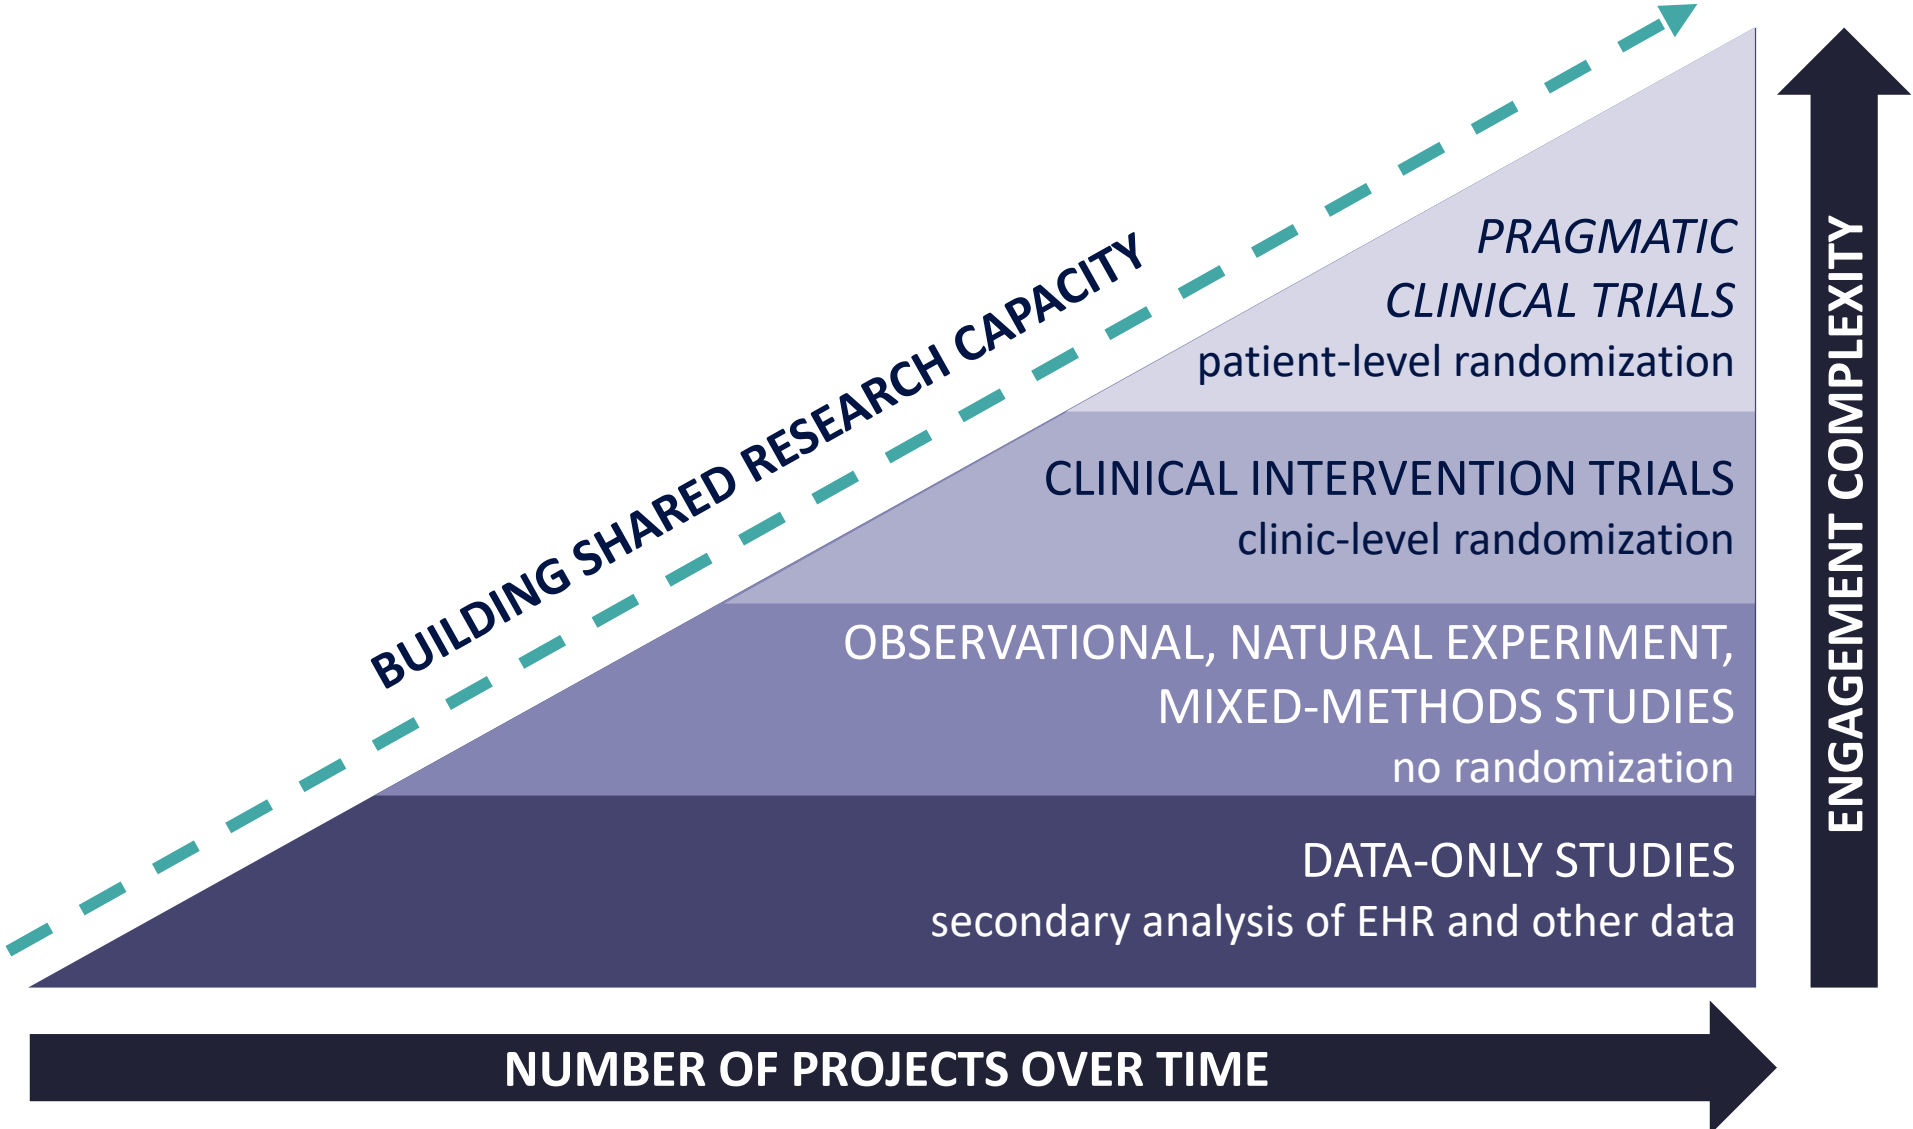 BUILDING SHARED RESEARCH CAPACITY
PRAGMATIC
CLINICAL TRIALS
patient-level randomization
CLINICAL INTERVENTION TRIALS
clinic-level randomization
OBSERVATIONAL, NATURAL EXPERIMENT,
MIXED-METHODS STUDIES
no randomization
DATA-ONLY STUDIES
secondary analysis of EHR and other data
ENGAGEMENT COMPLEXITY
NUMBER OF PROJECTS OVER TIME